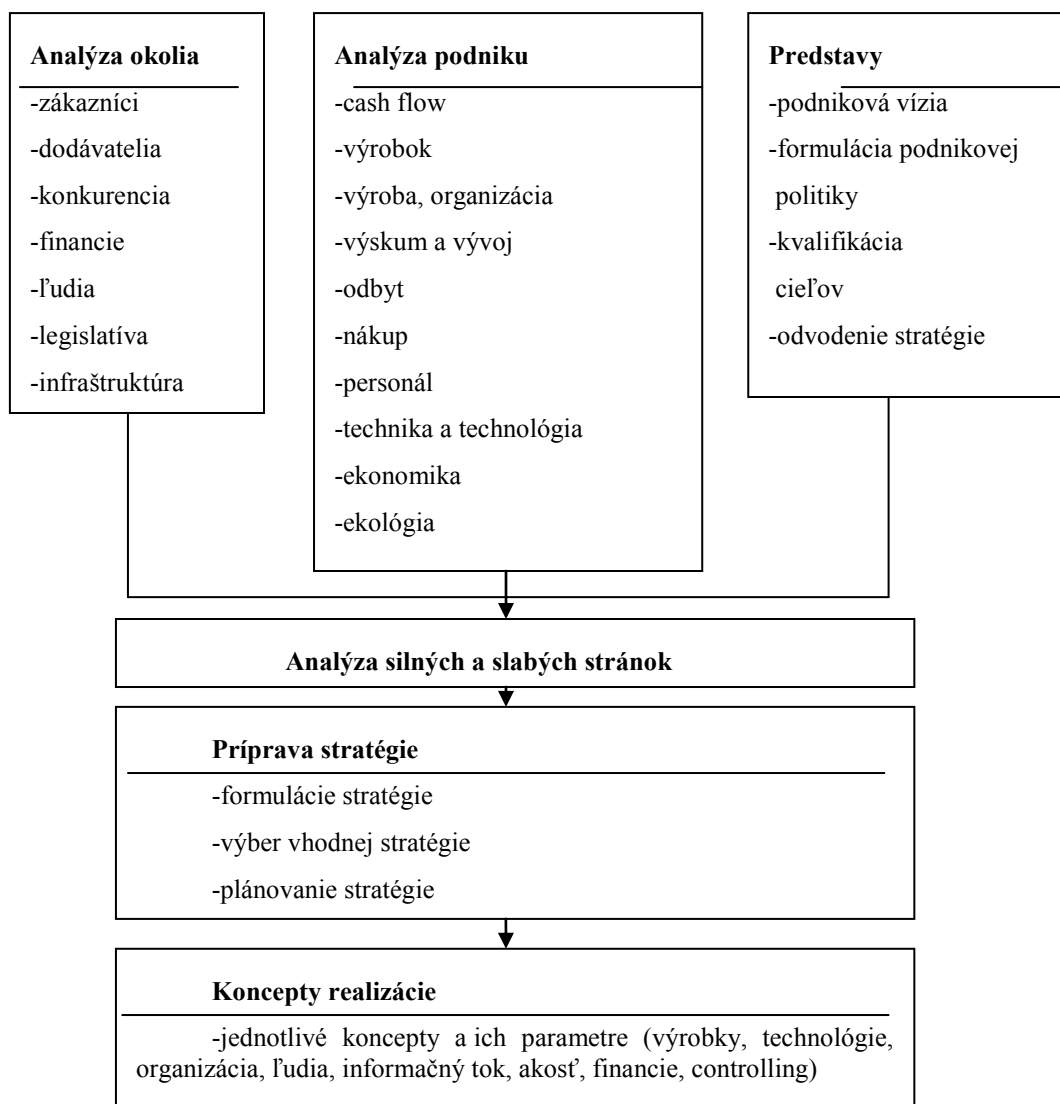 Analýza okolia
-zákazníci
-dodávatelia
-konkurencia
-financie
-ľudia
-legislatíva
-infraštruktúra
Analýza podniku
-cash flow
-výrobok
-výroba, organizácia
-výskum a vývoj
-odbyt
-nákup
-personál
-technika a technológia
-ekonomika
-ekológia
Predstavy
-podniková vízia
-formulácia podnikovej
politiky
-kvalifikácia
cieľov
-odvodenie stratégie
Analýza silných a slabých stránok
Príprava stratégie
-formulácie stratégie
-výber vhodnej stratégie
-plánovanie stratégie
Koncepty realizácie
-jednotlivé koncepty a ich parametre (výrobky, technológie,
organizácia, ľudia, informačný tok, akosť, financie, controlling)